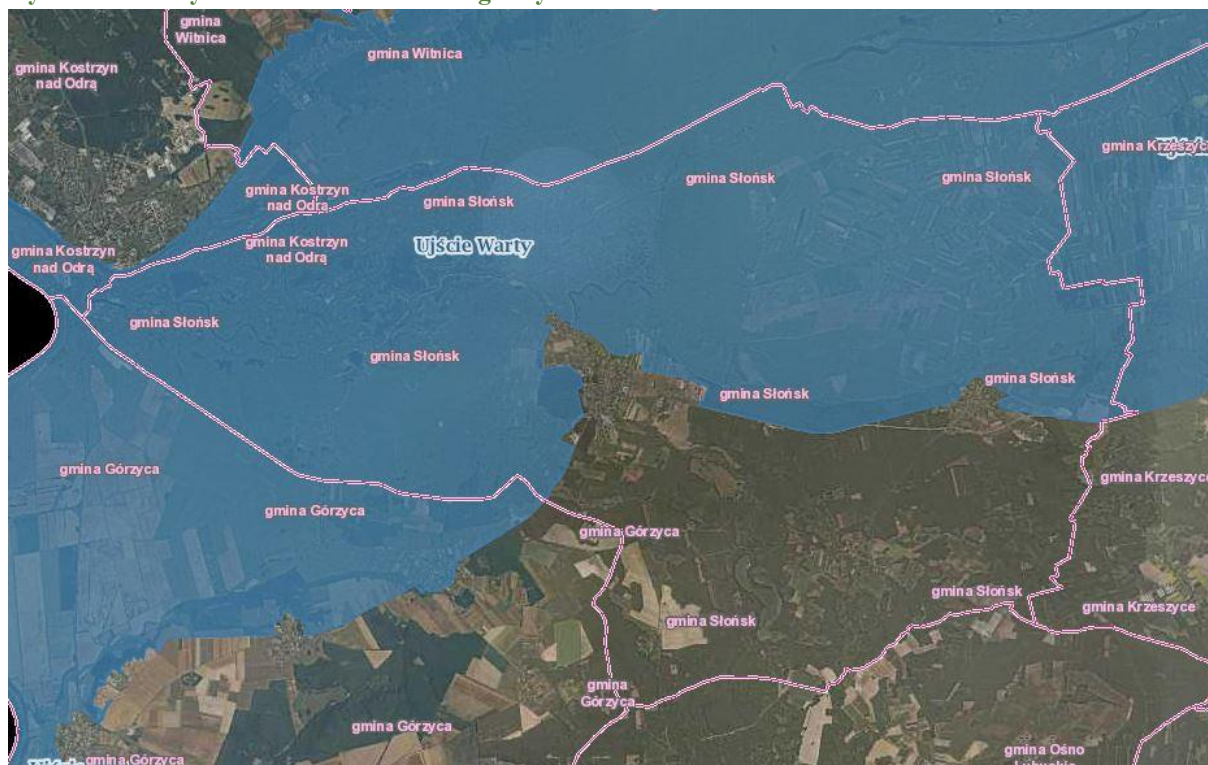 gmina
Witnica
gmina Witnica
gmina Kostrzyn
nad Odrą
gmina Krzeszyce
gmina Słońsk
gmina Słońsk
gmina Kostrzyn
nad Odrą
gmina Słońsk
gmina Kostrzyn
nad Odrą
Ujście Warty
gmina Kostrzyn
nad Odrą
gmina Słońsk
gmina Słońsk
gmina Słońsk
gmina Słońsk
gmina Górzyca
gmina Krzeszyce
gmina Górzyca
gmina Górzyca
gmina Słońsk
gmina Krzeszyce
gmina Słońsk
gmina
Górzyca
gmina Górzyca
gmina Ośno
gmina Górzyca